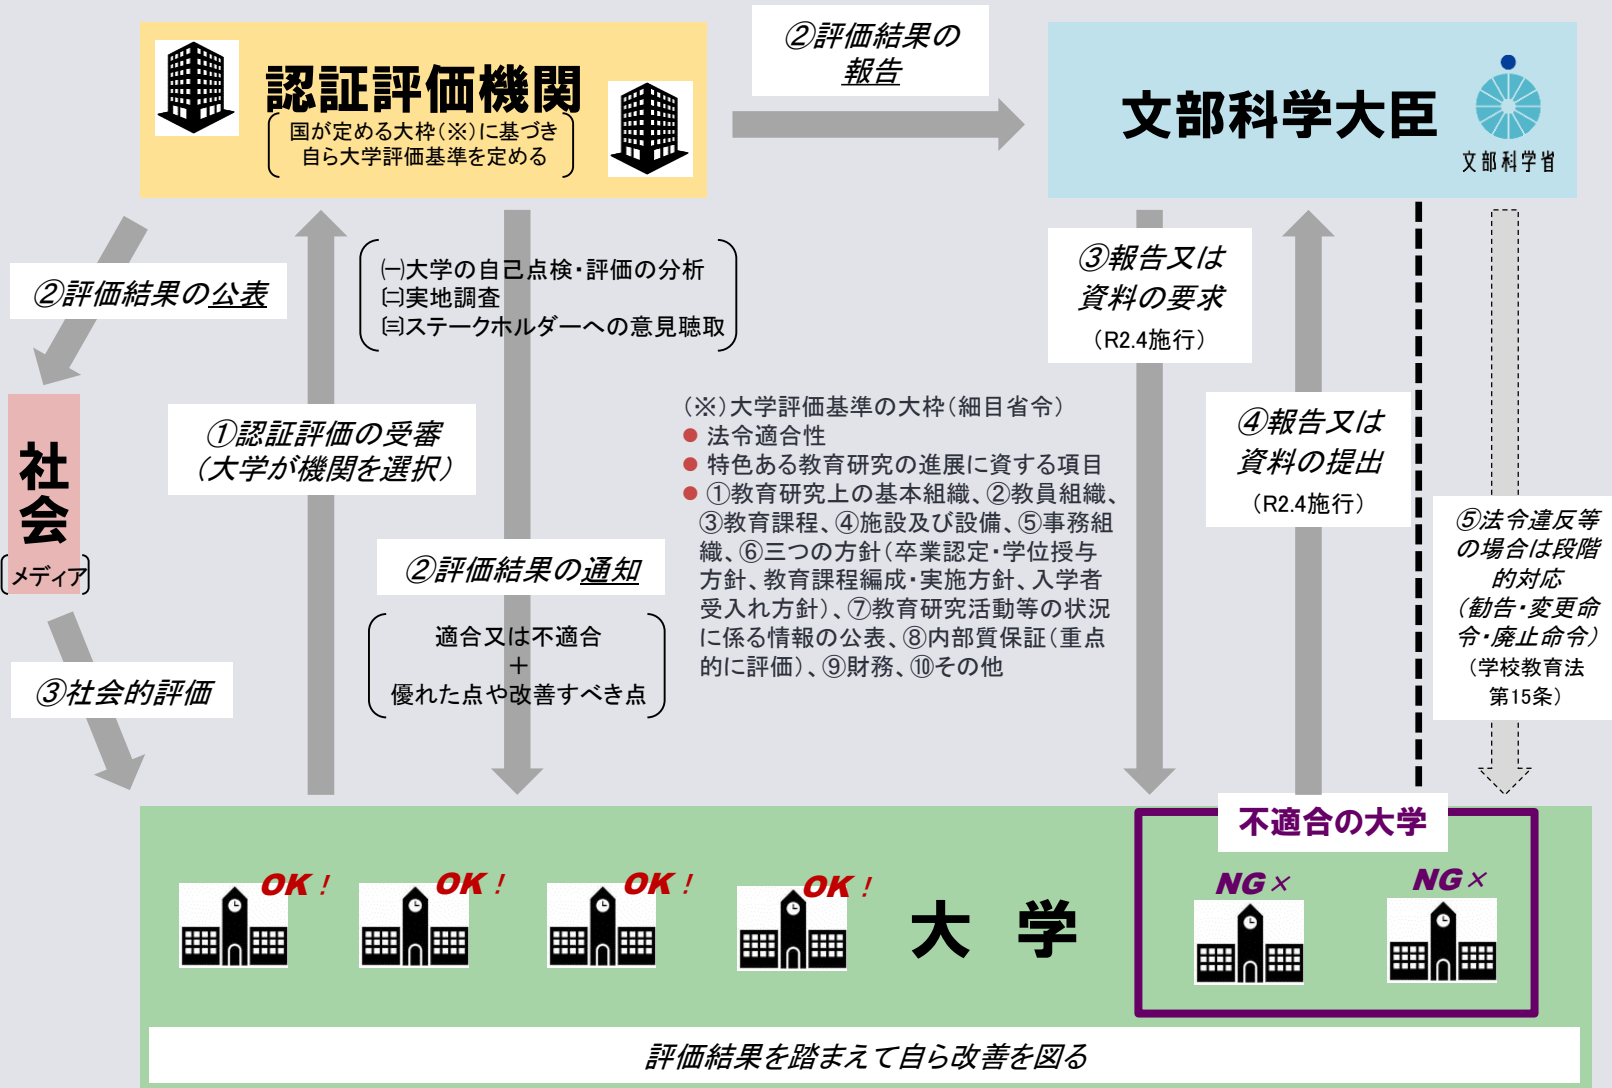 認証評価機関
国が定める大枠(※)に基づき
自ら大学評価基準を定める
②評価結果の
報告
文部科学大臣
文部科学省
②評価結果の公表
㈠大学の自己点検・評価の分析
㈡実地調査
㈢ステークホルダーへの意見聴取
③報告又は
資料の要求
(R2.4施行)
社会
メディア
①認証評価の受審
(大学が機関を選択)
④報告又は
資料の提出
(R2.4施行)
(※)大学評価基準の大枠(細目省令)
● 法令適合性
● 特色ある教育研究の進展に資する項目
● ①教育研究上の基本組織、②教員組織、
③教育課程、④施設及び設備、⑤事務組
織、⑥三つの方針(卒業認定・学位授与
方針、教育課程編成・実施方針、入学者
受入れ方針)、⑦教育研究活動等の状況
に係る情報の公表、⑧内部質保証(重点
的に評価)、⑨財務、⑩その他
②評価結果の通知
適合又は不適合
+
優れた点や改善すべき点
⑤法令違反等
の場合は段階
的対応
(勧告・変更命
令・廃止命令)
(学校教育法
第15条)
③社会的評価
不適合の大学
OK!
OK!
OK!
OK!
大 学
NG×
NG×
評価結果を踏まえて自ら改善を図る